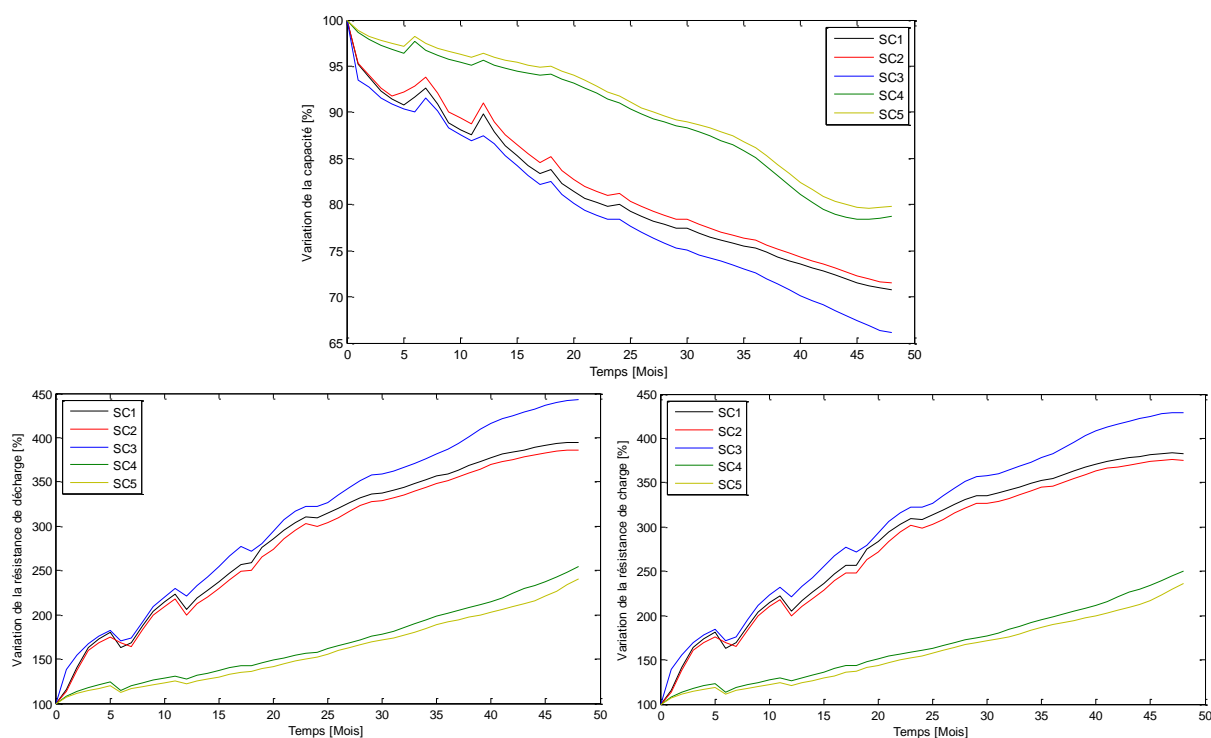 Variation de la capacité [%]
100
95
90
85
80
75
70
65
0 5 10 15 20 25 30 35 40 45 50
Temps [Mois]
SC1
SC2
SC3
SC4
SC5
Variation de la résistance de décharge [%]
450
400
350
300
250
200
150
100
0 5 10 15 20 25 30 35 40 45 50
Temps [Mois]
SC1
SC2
SC3
SC4
SC5
Variation de la résistance de charge [%]
450
400
350
300
250
200
150
100
0 5 10 15 20 25 30 35 40 45 50
Temps [Mois]
SC1
SC2
SC3
SC4
SC5